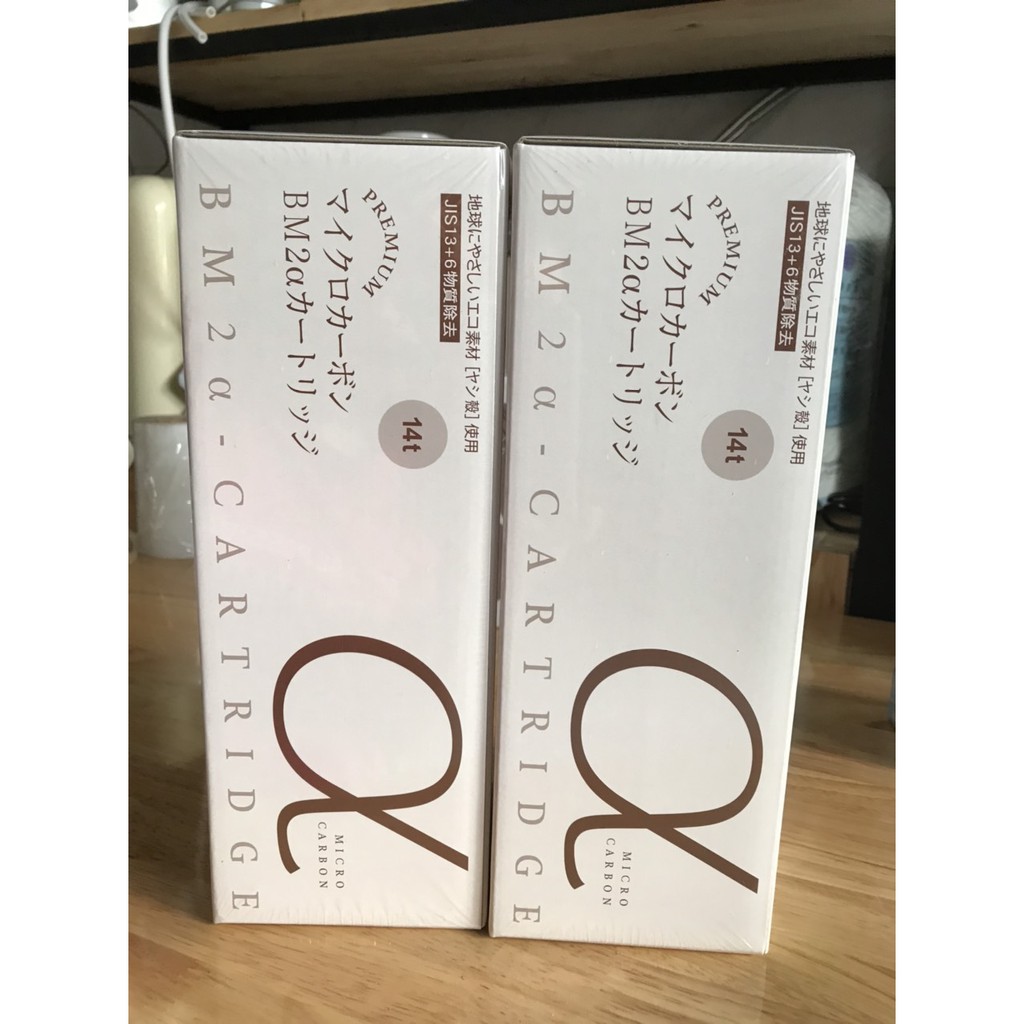 地球にやさしいエコ素材 [ヤシ殻] 使用
JIS13+6物質除去
PREMIUM
マイクロカーボン
BM2αカートリッジ
14t
α
MICRO
CARBON
BM2α-CARTRIDGE
地球にやさしいエコ素材 [ヤシ殻] 使用
JIS13+6物質除去
PREMIUM
マイクロカーボン
BM2αカートリッジ
14t
α
MICRO
CARBON
BM2α-CARTRIDGE